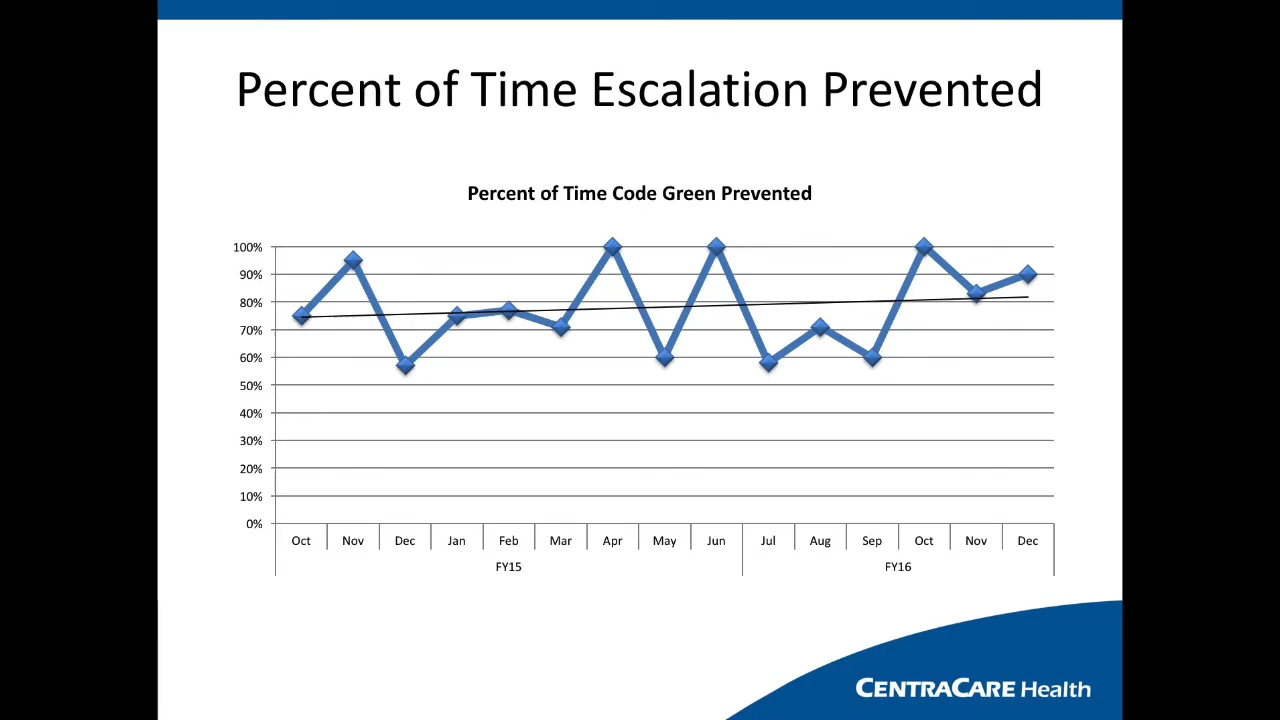 Percent of Time Escalation Prevented
Percent of Time Code Green Prevented
100%
90%
80%
70%
60%
50%
40%
30%
20%
10%
0%
Oct Nov Dec Jan Feb Mar Apr May Jun Jul Aug Sep Oct Nov Dec
FY15 FY16
CENTRACARE Health